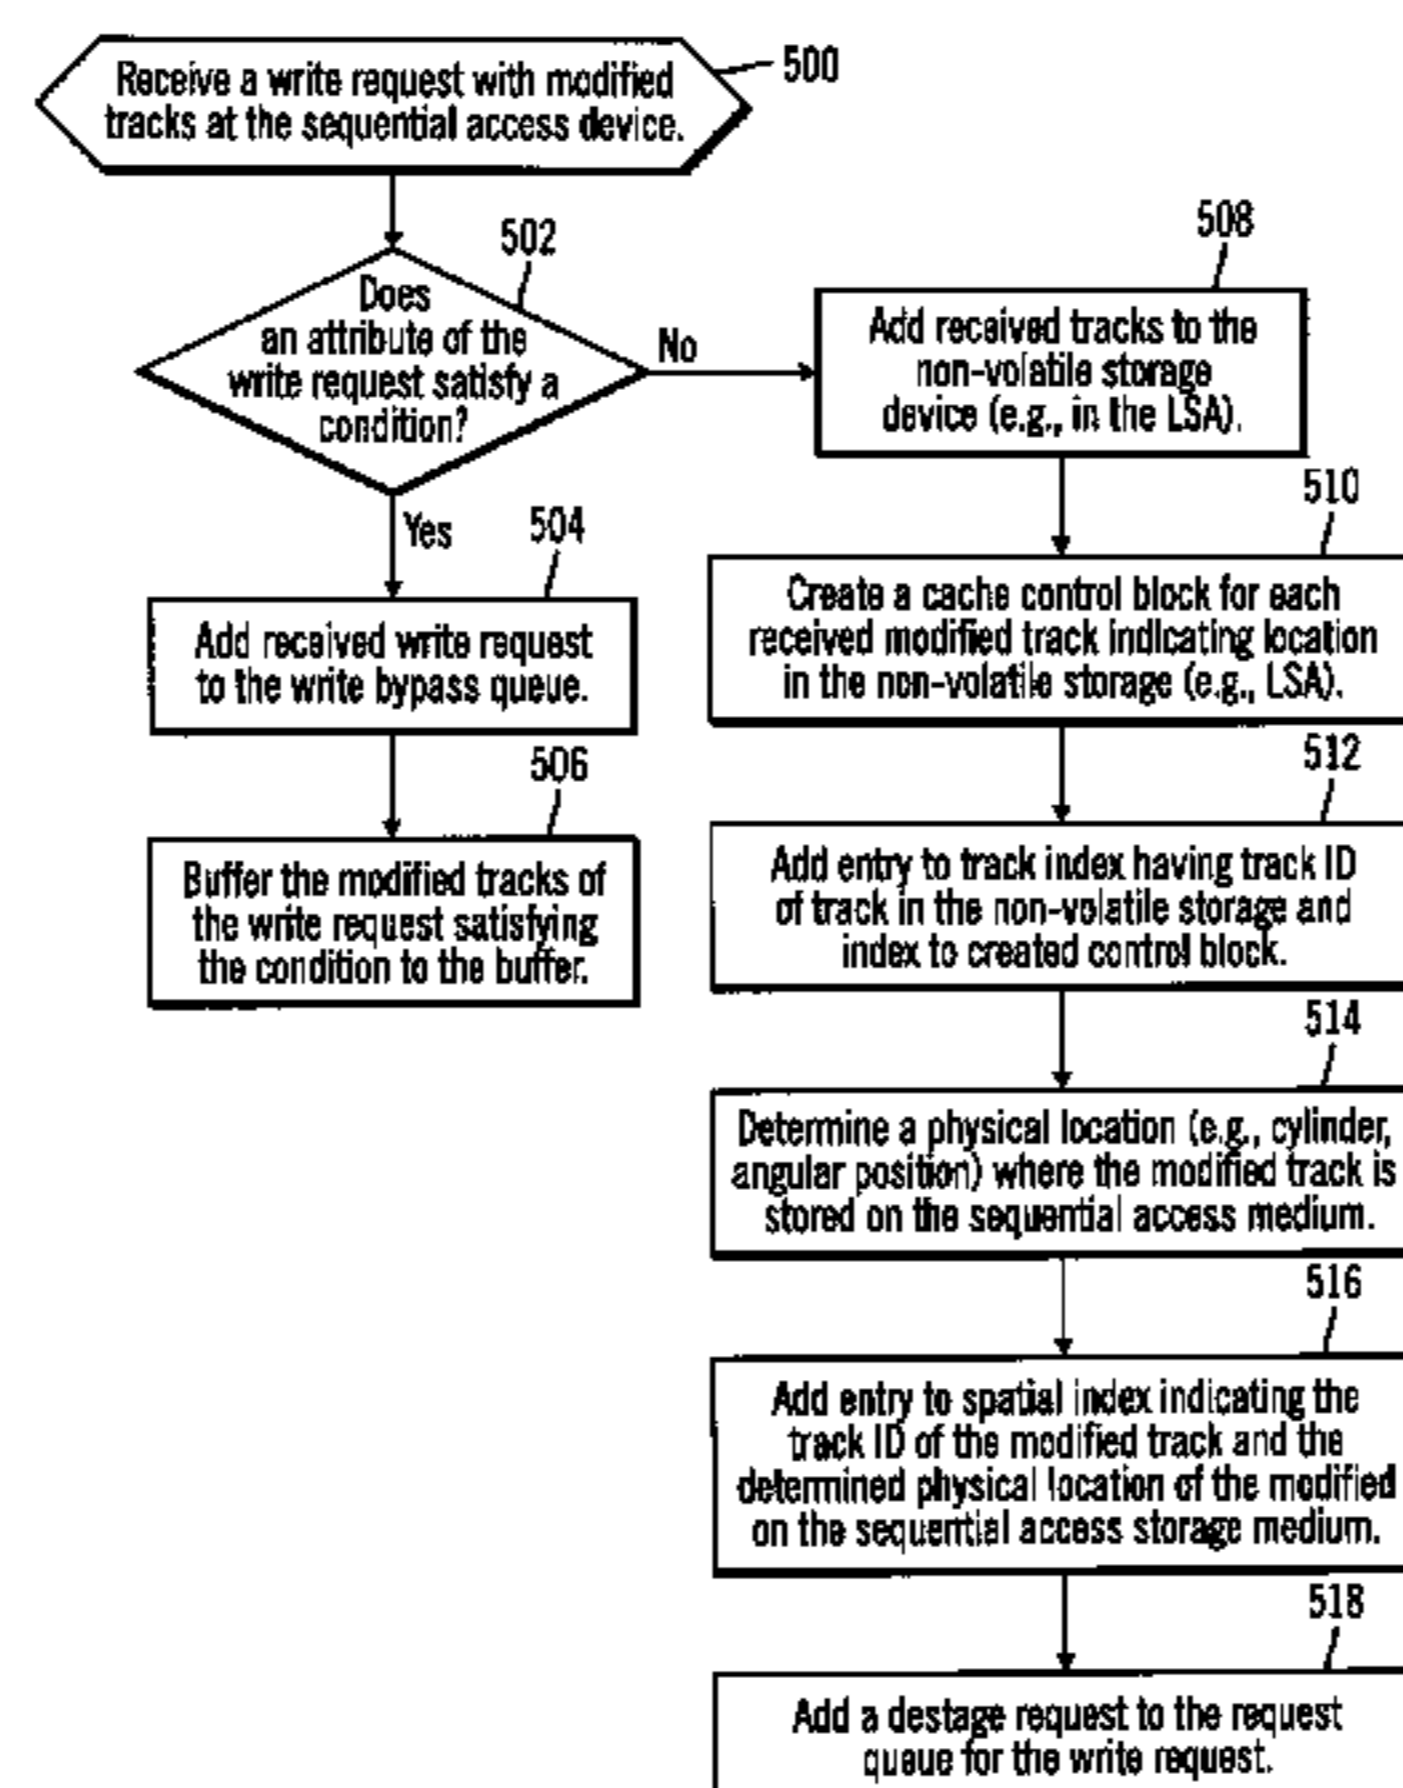 Receive a write request with modified
tracks at the sequential access device.
500
502
Does
an attribute of the
write request satisfy a
condition?
No
Yes
504
Add received write request
to the write bypass queue.
506
Buffer the modified tracks of
the write request satisfying
the condition to the buffer.
508
Add received tracks to the
non-volatile storage
device (e.g., in the LSA).
510
Create a cache control block for each
received modified track indicating location
in the non-volatile storage (e.g., LSA).
512
Add entry to track index having track ID
of track in the non-volatile storage and
index to created control block.
514
Determine a physical location (e.g., cylinder,
angular position) where the modified track is
stored on the sequential access medium.
516
Add entry to spatial index indicating the
track ID of the modified track and the
determined physical location of the modified
on the sequential access storage medium.
518
Add a destage request to the request
queue for the write request.